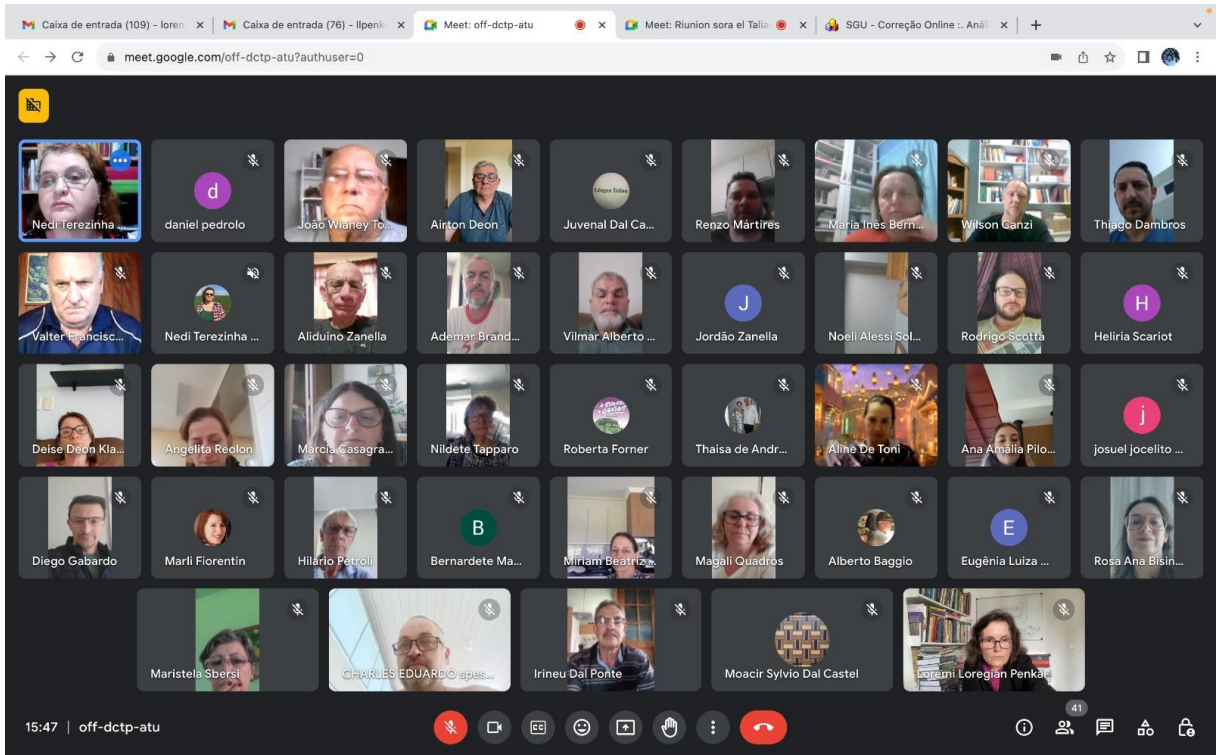 Caixa de entrada (109) - lorem
Caixa de entrada (76) - llpenk
Meet: off-dctp-atu
Meet: Riunion sora el Talia
SGU - Correção Online :. Anál
meet.google.com/off-dctp-atu?authuser=0
Nedi Terezinha ...
d
daniel pedrolo
João Wianey To...
Airton Deon
Língua Talian
Juvenal Dal Ca...
Renzo Mártires
Maria Inês Bern...
Wilson Canzi
Thiago Dambros
Valter Francisc...
Nedi Terezinha ...
Aliduino Zanella
Ademar Brand...
Vilmar Alberto ...
J
Jordão Zanella
Noeli Alessi Sol...
Rodrigo Scottá
H
Heliria Scariot
Deise Deon Kla...
Angelita Reolon
Marcia Casagra...
Nildete Tapparo
Roberta Forner
Thaisa de Andr...
Aline De Toni
Ana Amália Pilo...
j
josuel jocelito ...
Diego Gabardo
Marli Fiorentin
Hilario Petroli
B
Bernardete Ma...
Miriam Beatriz ...
Magali Quadros
Alberto Baggio
E
Eugênia Luiza ...
Rosa Ana Bisin...
Maristela Sbersi
CHARLES EDUARDO spes...
Irineu Dal Ponte
Moacir Sylvio Dal Castel
Loremi Loregian Penkal
15:47 | off-dctp-atu
CC
41